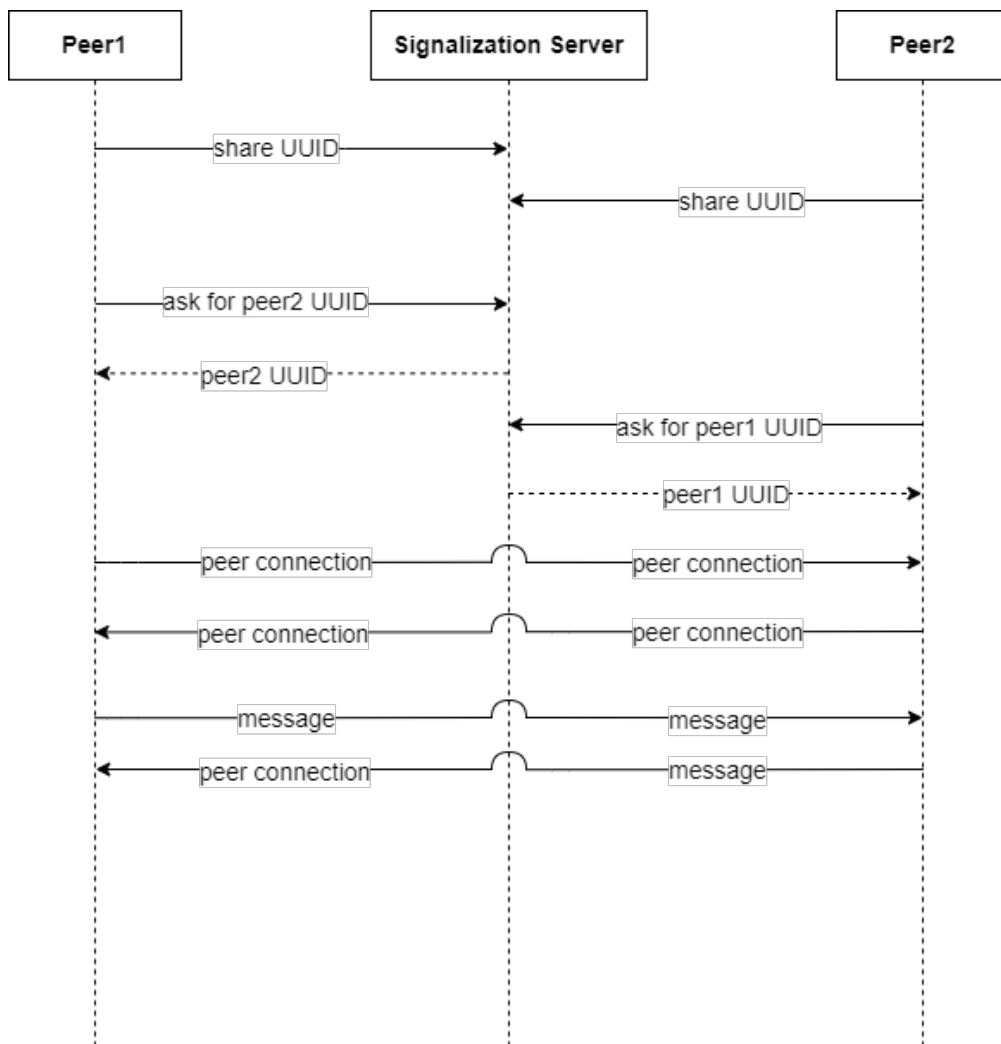 Peer1
Signalization Server
Peer2
share UUID
share UUID
ask for peer2 UUID
peer2 UUID
ask for peer1 UUID
peer1 UUID
peer connection
peer connection
peer connection
peer connection
message
message
peer connection
message